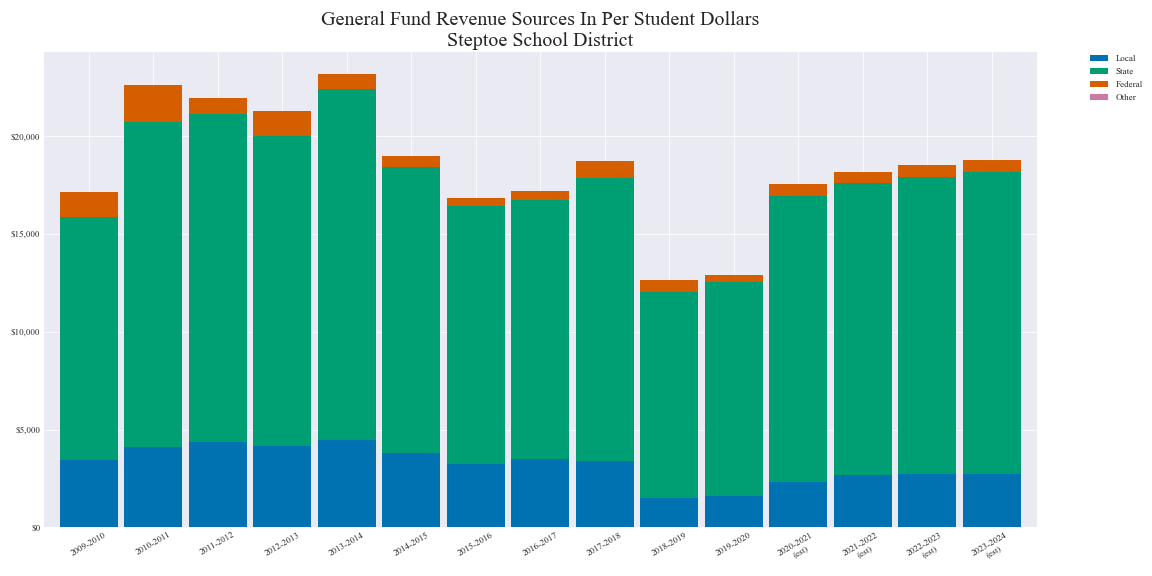 General Fund Revenue Sources In Per Student Dollars
Steptoe School District
Local
State
Federal
Other
$20,000
$15,000
$10,000
$5,000
$0
2009-2010
2010-2011
2011-2012
2012-2013
2013-2014
2014-2015
2015-2016
2016-2017
2017-2018
2018-2019
2019-2020
2020-2021
(est)
2021-2022
(est)
2022-2023
(est)
2023-2024
(est)